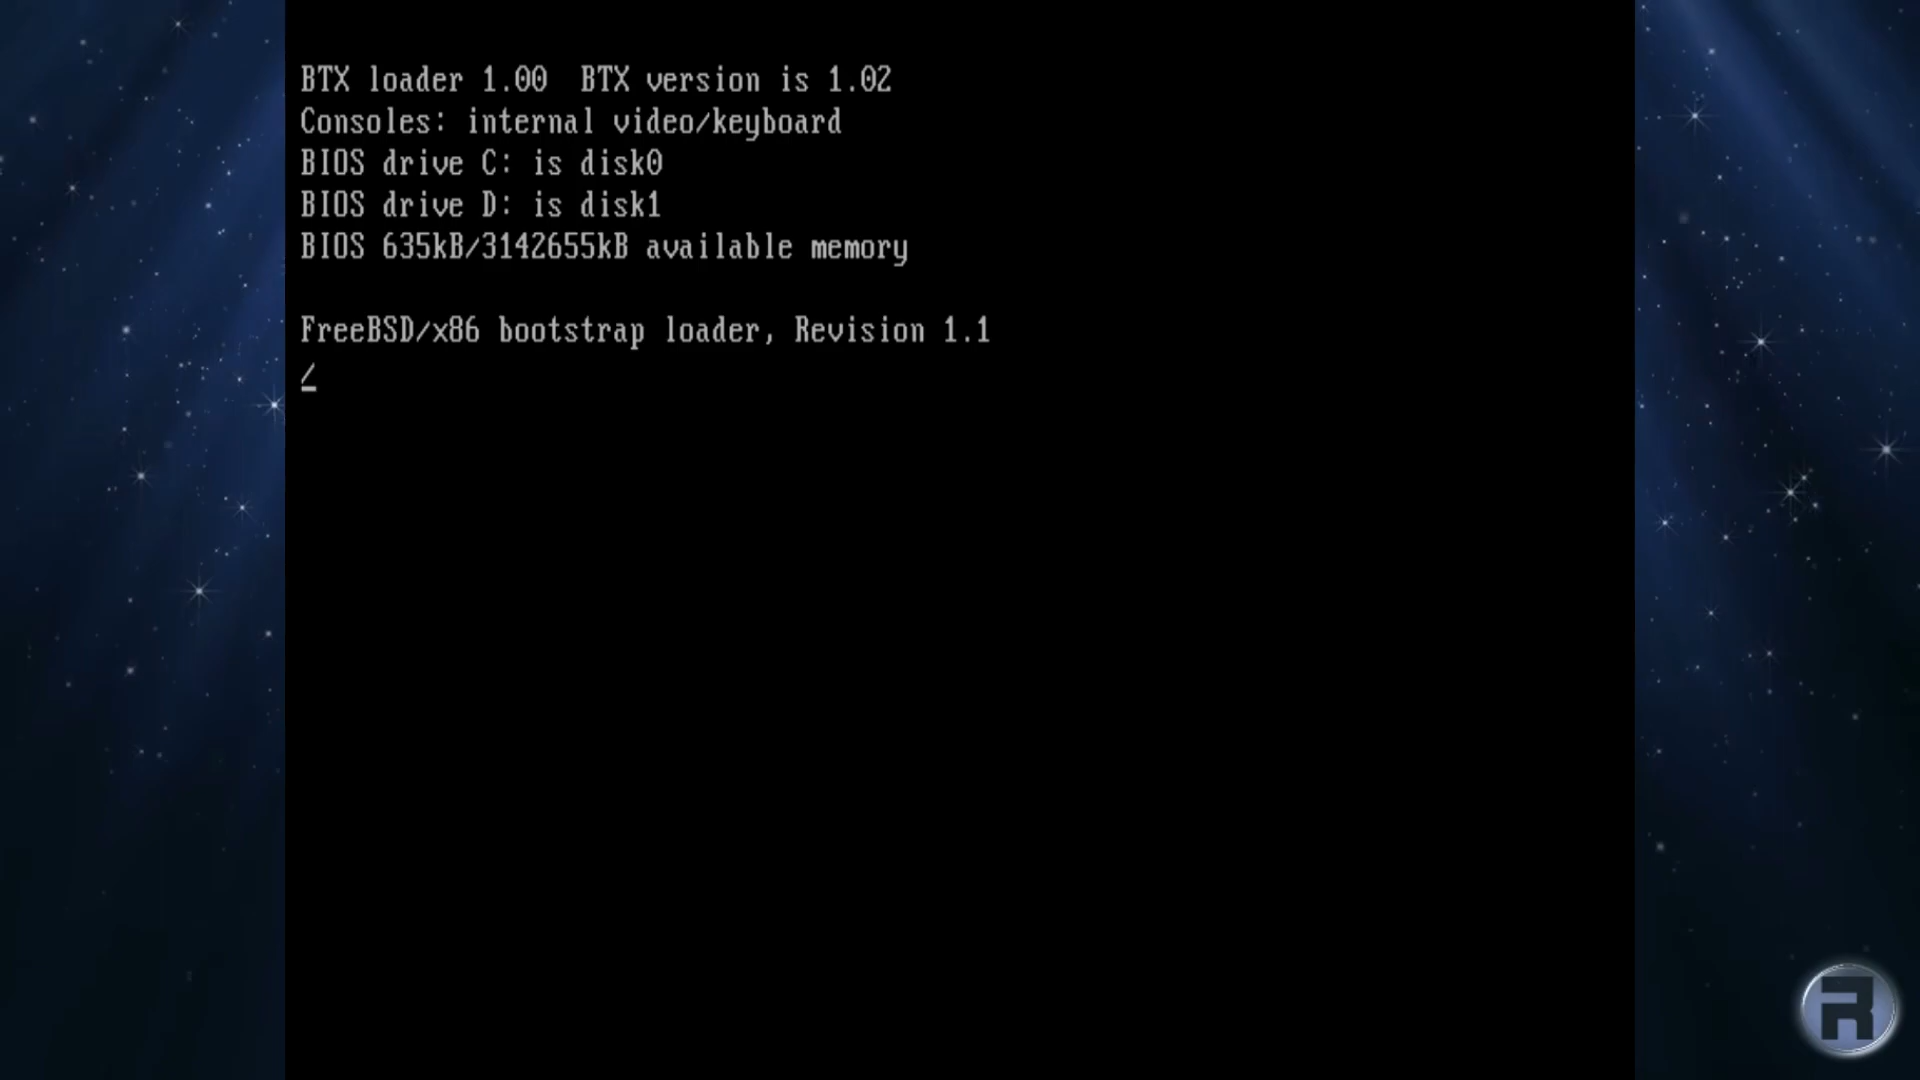 BTX loader 1.00  BTX version is 1.02
Consoles: internal video/keyboard
BIOS drive C: is disk0
BIOS drive D: is disk1
BIOS 635kB/3142655kB available memory
FreeBSD/x86 bootstrap loader, Revision 1.1
/
R